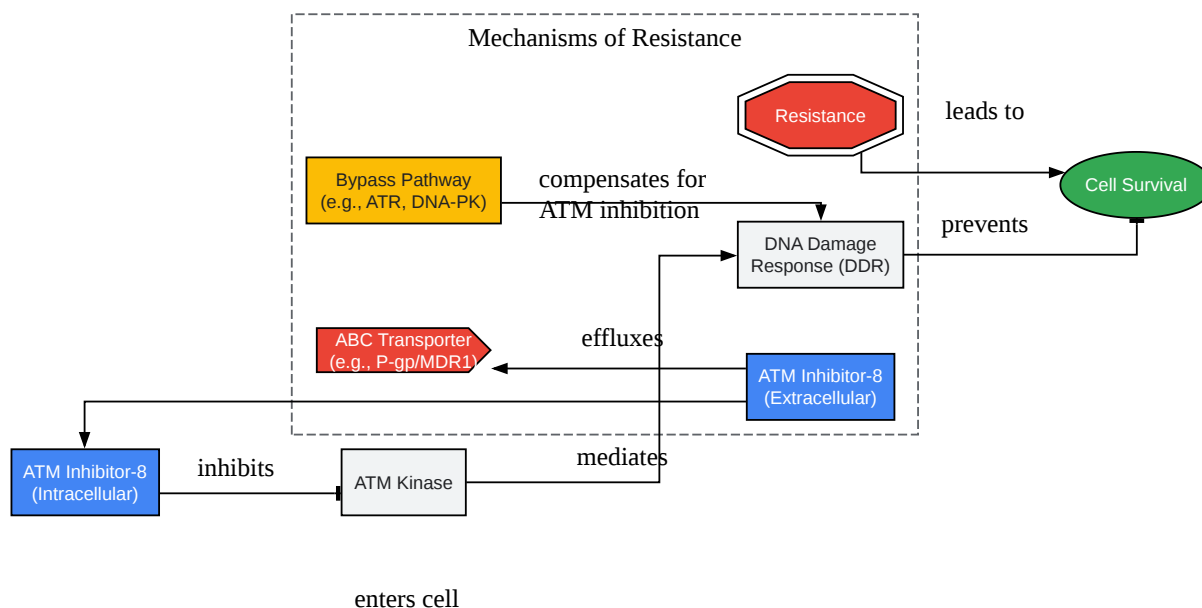 Mechanisms of Resistance
Resistance
leads to
Bypass Pathway
(e.g., ATR, DNA-PK)
compensates for
ATM inhibition
Cell Survival
DNA Damage
Response (DDR)
prevents
ABC Transporter
(e.g., P-gp/MDR1)
effluxes
ATM Inhibitor-8
(Extracellular)
ATM Inhibitor-8
(Intracellular)
inhibits
ATM Kinase
mediates
enters cell